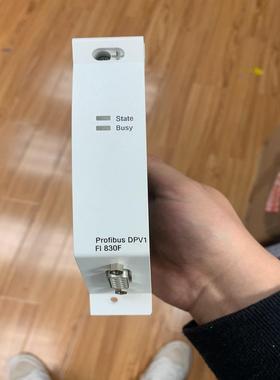 State
Busy
Profibus DPV1
FI 830F